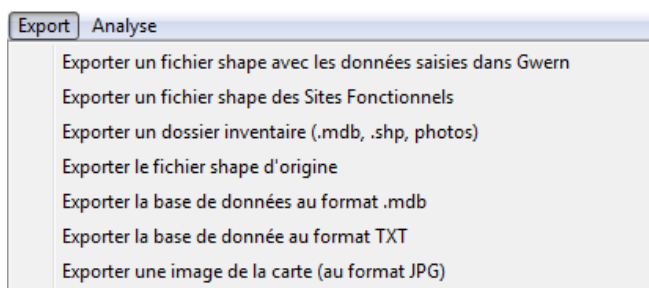 Export Analyse
Exporter un fichier shape avec les données saisies dans Gwern
Exporter un fichier shape des Sites Fonctionnels
Exporter un dossier inventaire (.mdb, .shp, photos)
Exporter le fichier shape d'origine
Exporter la base de données au format .mdb
Exporter la base de donnée au format TXT
Exporter une image de la carte (au format JPG)